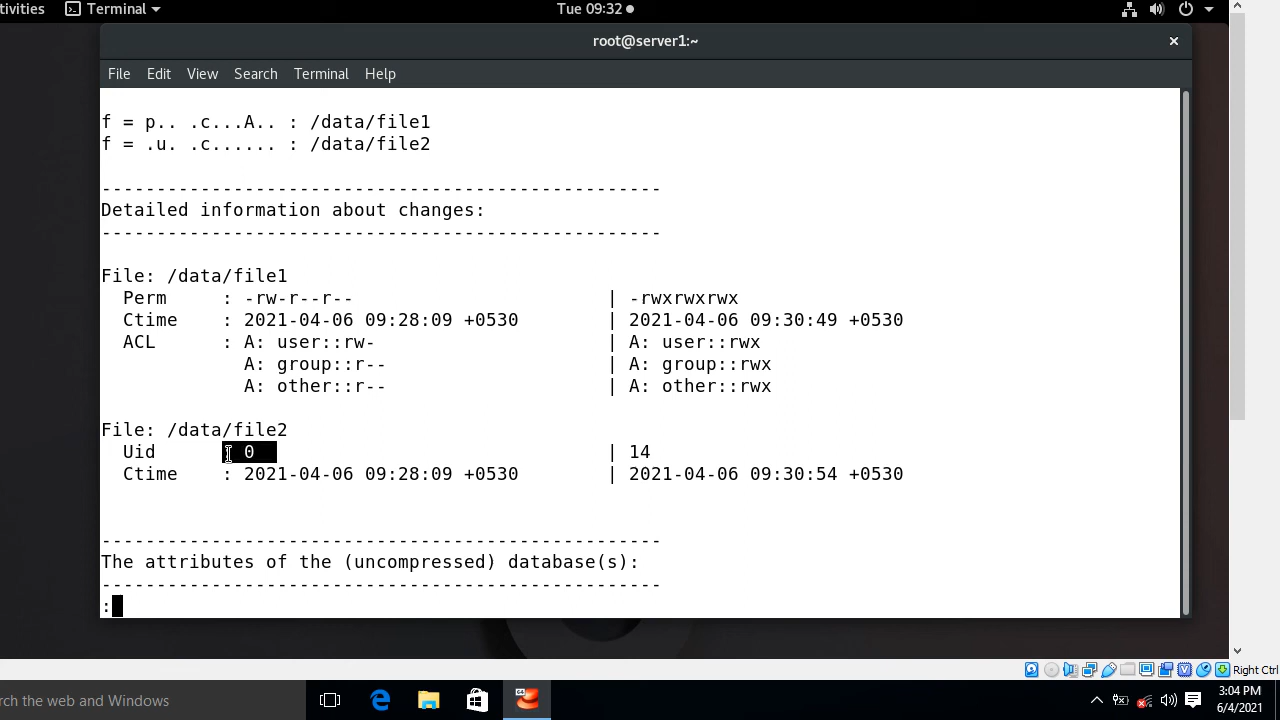 tivities Terminal Tue 09:32
root@server1:~ ×
File Edit View Search Terminal Help
f = p.. .c...A.. : /data/file1
f = .u. .c...... : /data/file2
---------------------------------------------------
Detailed information about changes:
---------------------------------------------------
File: /data/file1
Perm : -rw-r--r-- | -rwxrwxrwx
Ctime : 2021-04-06 09:28:09 +0530 | 2021-04-06 09:30:49 +0530
ACL : A: user::rw- | A: user::rwx
A: group::r-- | A: group::rwx
A: other::r-- | A: other::rwx
File: /data/file2
Uid : 0 | 14
Ctime : 2021-04-06 09:28:09 +0530 | 2021-04-06 09:30:54 +0530
---------------------------------------------------
The attributes of the (uncompressed) database(s):
---------------------------------------------------
:
Right Ctrl
rch the web and Windows
3:04 PM
6/4/2021